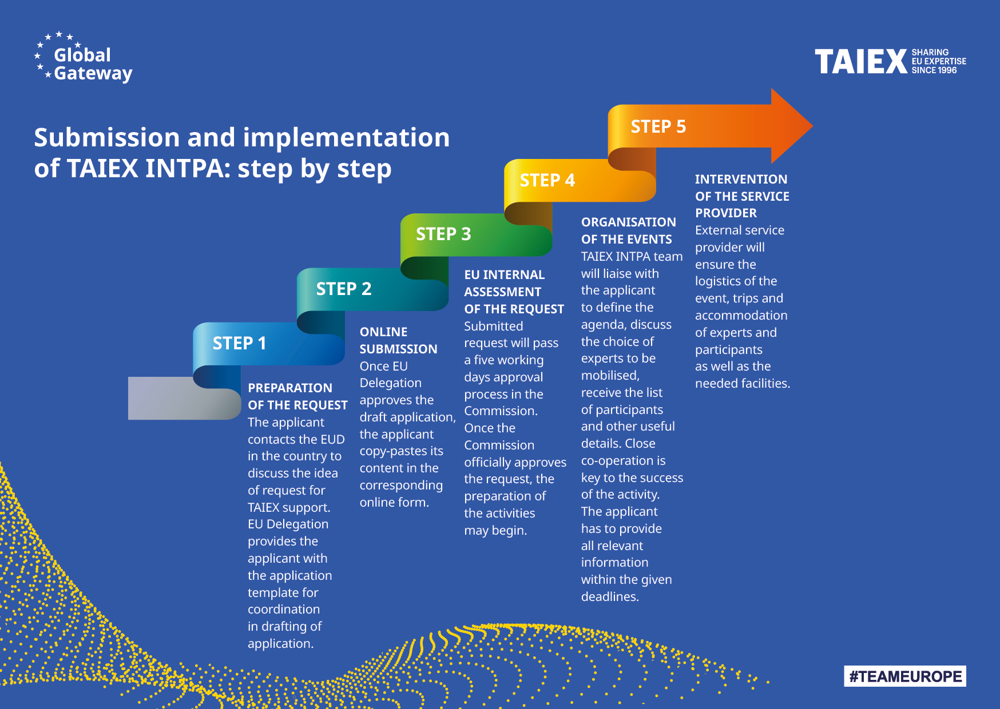 Global
Gateway
TAIEX
SHARING
EU EXPERTISE
SINCE 1996
Submission and implementation
of TAIEX INTPA: step by step
STEP 1
PREPARATION
OF THE REQUEST
The applicant
contacts the EUD
in the country to
discuss the idea
of request for
TAIEX support.
EU Delegation
provides the
applicant with
the application
template for
coordination
in drafting of
application.
STEP 2
ONLINE
SUBMISSION
Once EU
Delegation
approves the
draft application,
the applicant
copy-pastes its
content in the
corresponding
online form.
STEP 3
EU INTERNAL
ASSESSMENT
OF THE REQUEST
Submitted
request will pass
a five working
days approval
process in the
Commission.
Once the
Commission
officially approves
the request, the
preparation of
the activities
may begin.
STEP 4
ORGANISATION
OF THE EVENTS
TAIEX INTPA team
will liaise with
the applicant
to define the
agenda, discuss
the choice of
experts to be
mobilised,
receive the list
of participants
and other useful
details. Close
co-operation is
key to the success
of the activity.
The applicant
has to provide
all relevant
information
within the given
deadlines.
STEP 5
INTERVENTION
OF THE SERVICE
PROVIDER
External service
provider will
ensure the
logistics of the
event, trips and
accommodation
of experts and
participants
as well as the
needed facilities.
#TEAMEUROPE